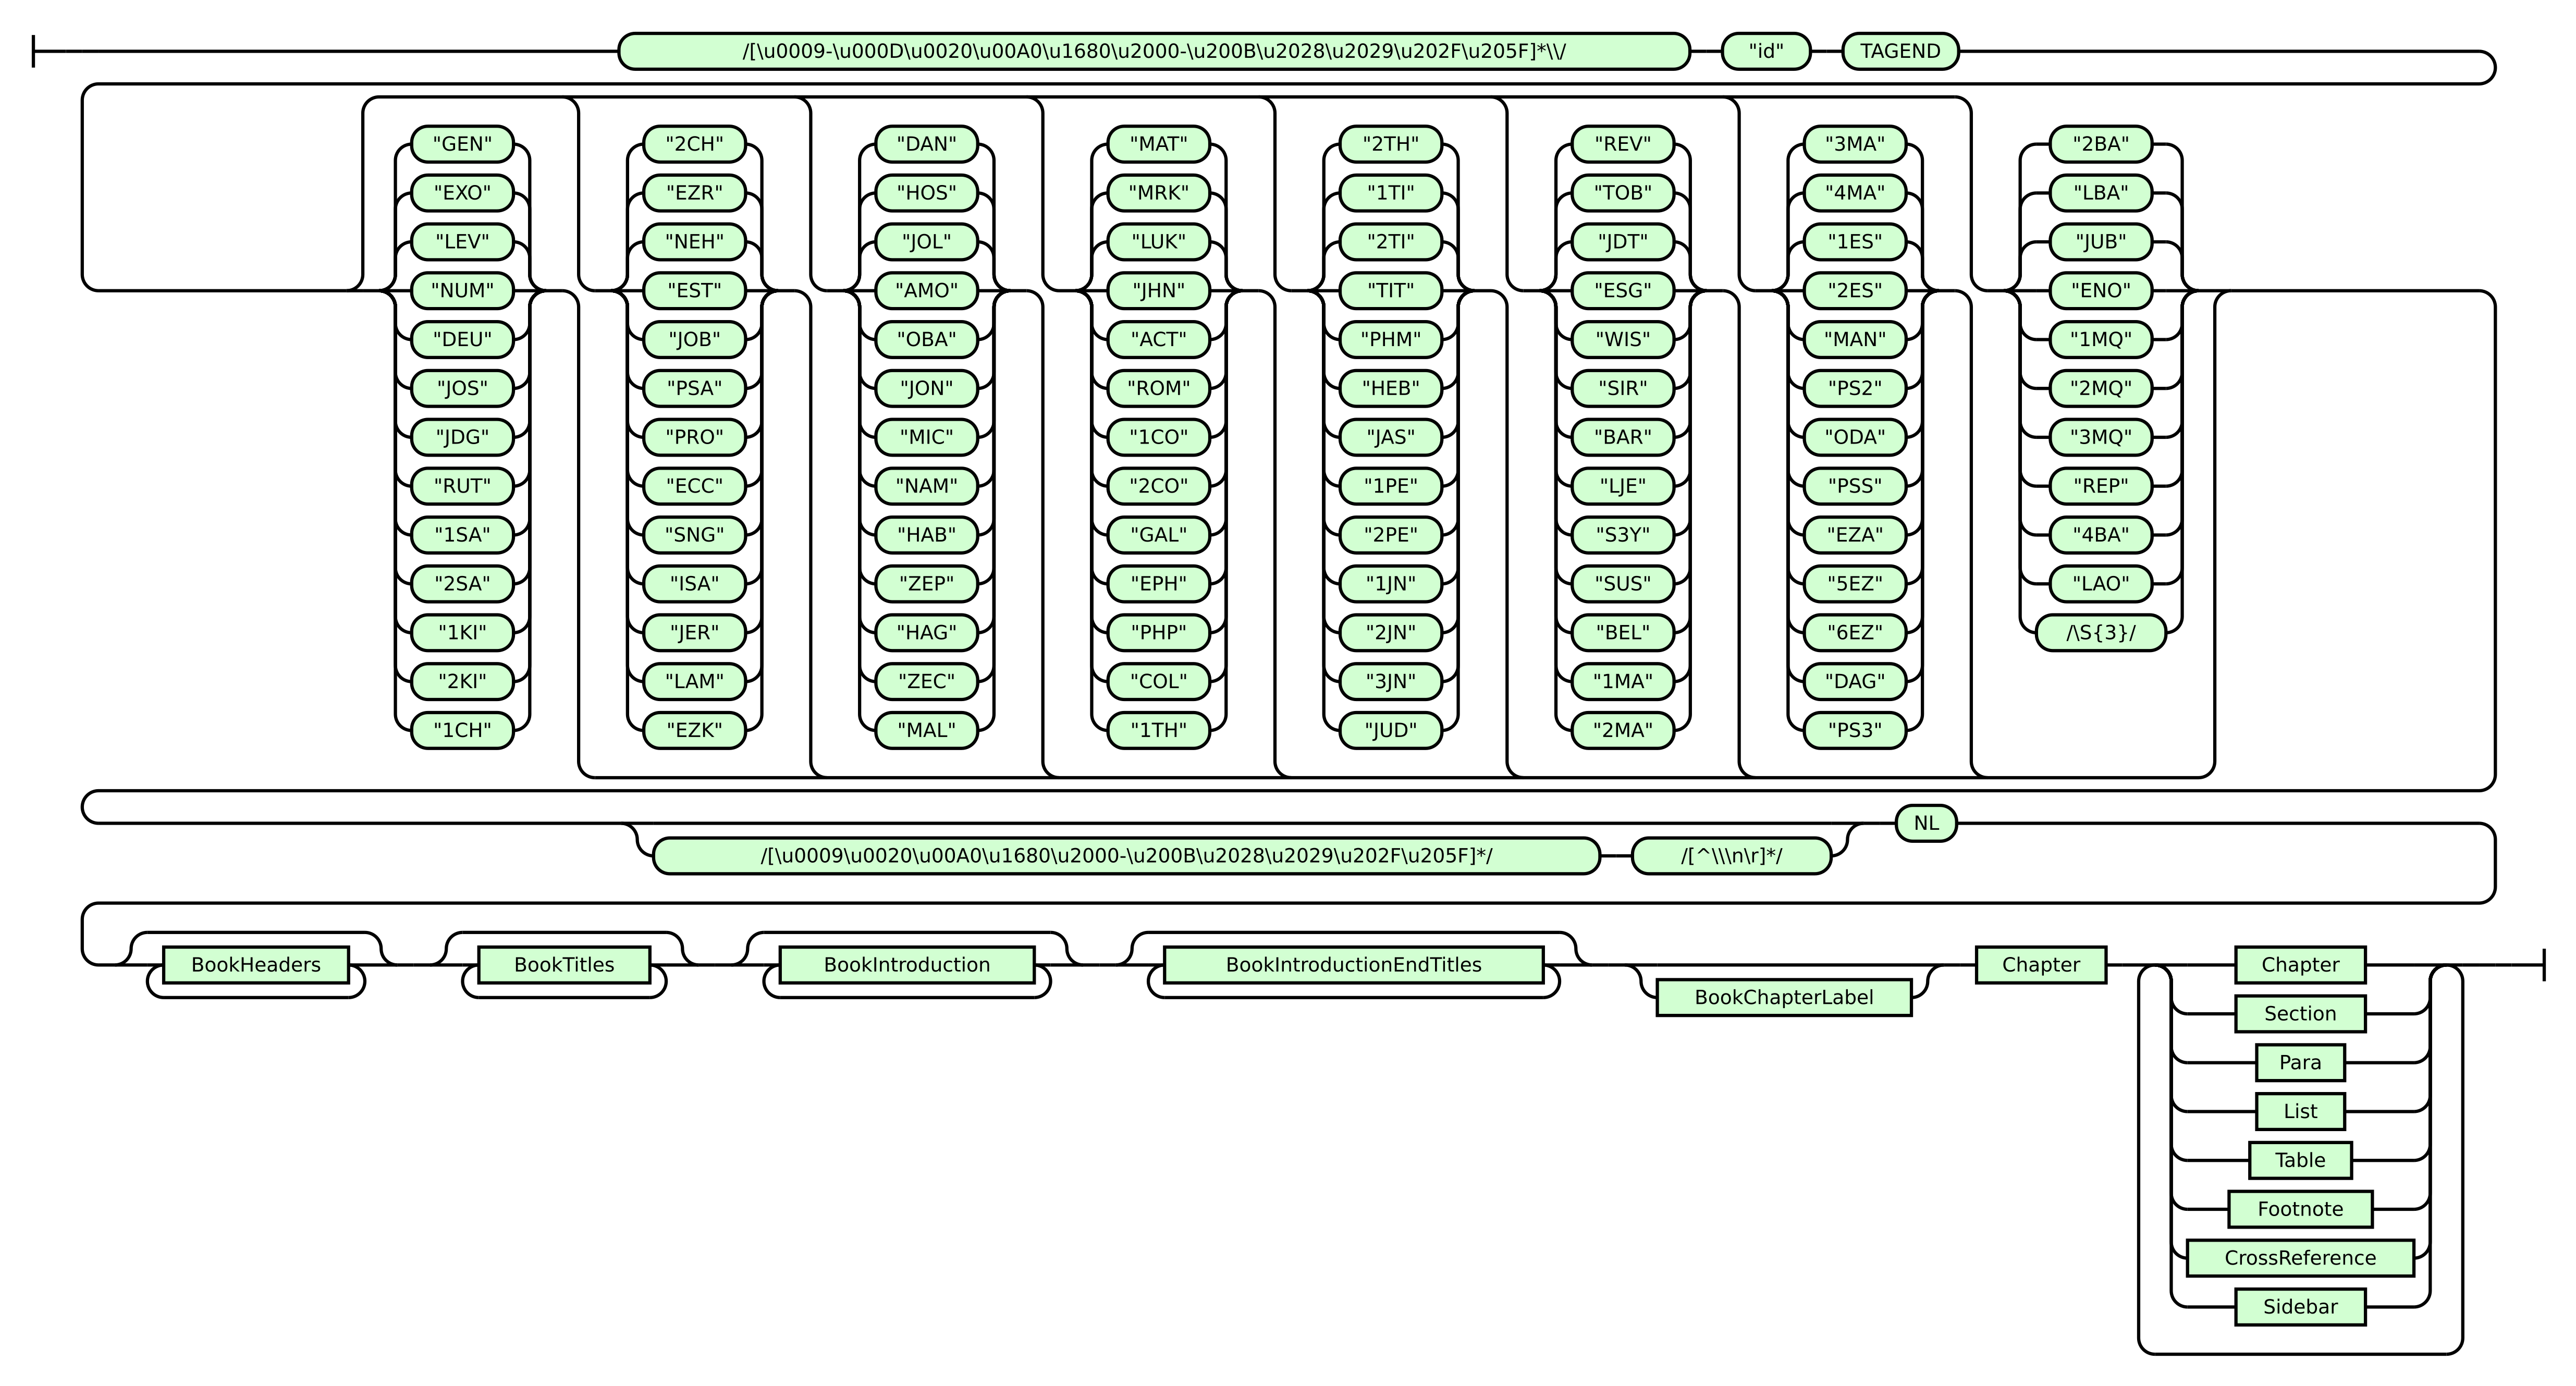 /[\u0009-\u000D\u0020\u00A0\u1680\u2000-\u200B\u2028\u2029\u202F\u205F]*\\/
"id"
TAGEND
"GEN"
"EXO"
"LEV"
"NUM"
"DEU"
"JOS"
"JDG"
"RUT"
"1SA"
"2SA"
"1KI"
"2KI"
"1CH"
"2CH"
"EZR"
"NEH"
"EST"
"JOB"
"PSA"
"PRO"
"ECC"
"SNG"
"ISA"
"JER"
"LAM"
"EZK"
"DAN"
"HOS"
"JOL"
"AMO"
"OBA"
"JON"
"MIC"
"NAM"
"HAB"
"ZEP"
"HAG"
"ZEC"
"MAL"
"MAT"
"MRK"
"LUK"
"JHN"
"ACT"
"ROM"
"1CO"
"2CO"
"GAL"
"EPH"
"PHP"
"COL"
"1TH"
"2TH"
"1TI"
"2TI"
"TIT"
"PHM"
"HEB"
"JAS"
"1PE"
"2PE"
"1JN"
"2JN"
"3JN"
"JUD"
"REV"
"TOB"
"JDT"
"ESG"
"WIS"
"SIR"
"BAR"
"LJE"
"S3Y"
"SUS"
"BEL"
"1MA"
"2MA"
"3MA"
"4MA"
"1ES"
"2ES"
"MAN"
"PS2"
"ODA"
"PSS"
"EZA"
"5EZ"
"6EZ"
"DAG"
"PS3"
"2BA"
"LBA"
"JUB"
"ENO"
"1MQ"
"2MQ"
"3MQ"
"REP"
"4BA"
"LAO"
/\S{3}/
/[\u0009\u0020\u00A0\u1680\u2000-\u200B\u2028\u2029\u202F\u205F]*/
/[^\\\n\r]*/
NL
BookHeaders
BookTitles
BookIntroduction
BookIntroductionEndTitles
BookChapterLabel
Chapter
Chapter
Section
Para
List
Table
Footnote
CrossReference
Sidebar